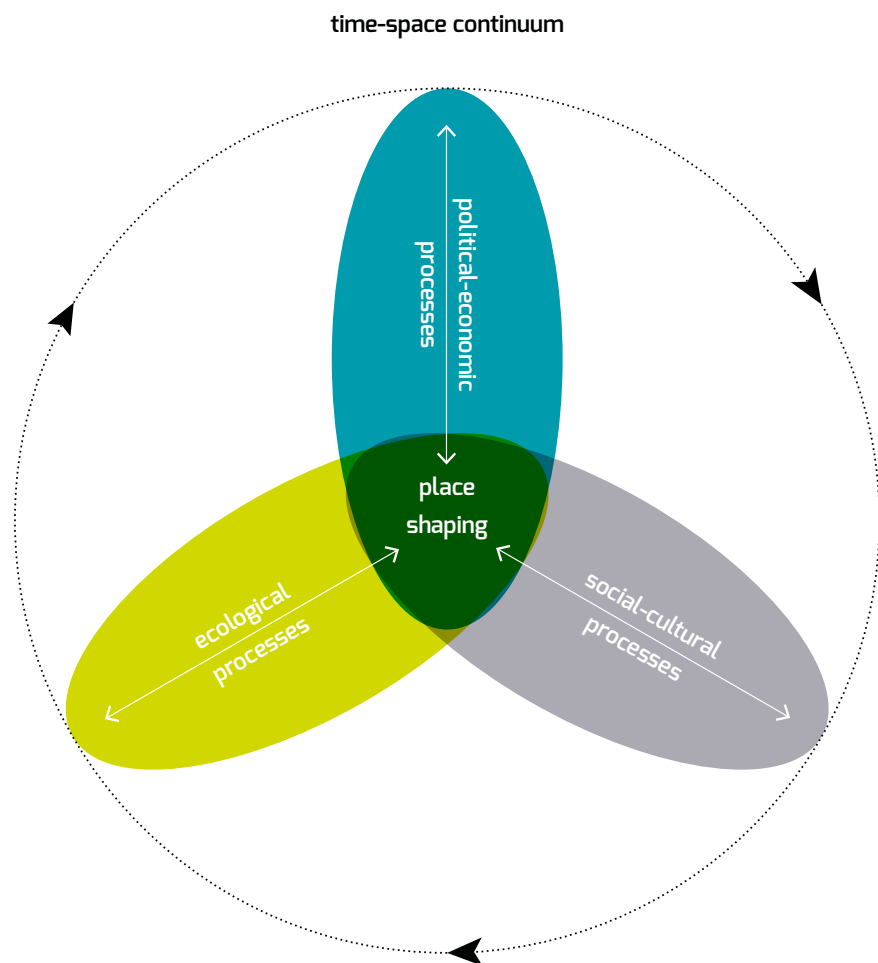 time-space continuum
political-economic
processes
place
shaping
ecological
processes
social-cultural
processes